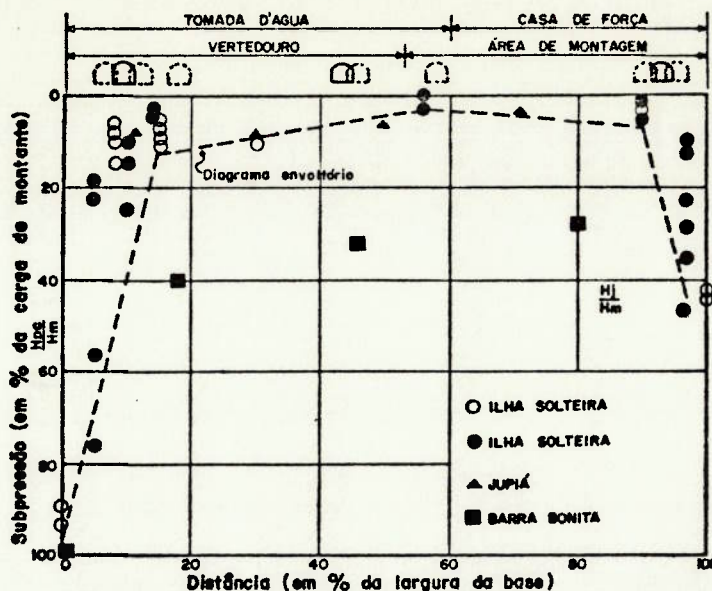 TOMADA D'AGUA
CASA DE FORÇA
VERTEDOURO
ÁREA DE MONTAGEM
0
20
40
60
80
100
Subpressão (em % da carga de montante)
Hpc
Hm
Diagrama envoltório
Hj
Hm
ILHA SOLTEIRA
ILHA SOLTEIRA
JUPIÁ
BARRA BONITA
0
20
40
60
80
100
Distância (em % da largura da base)